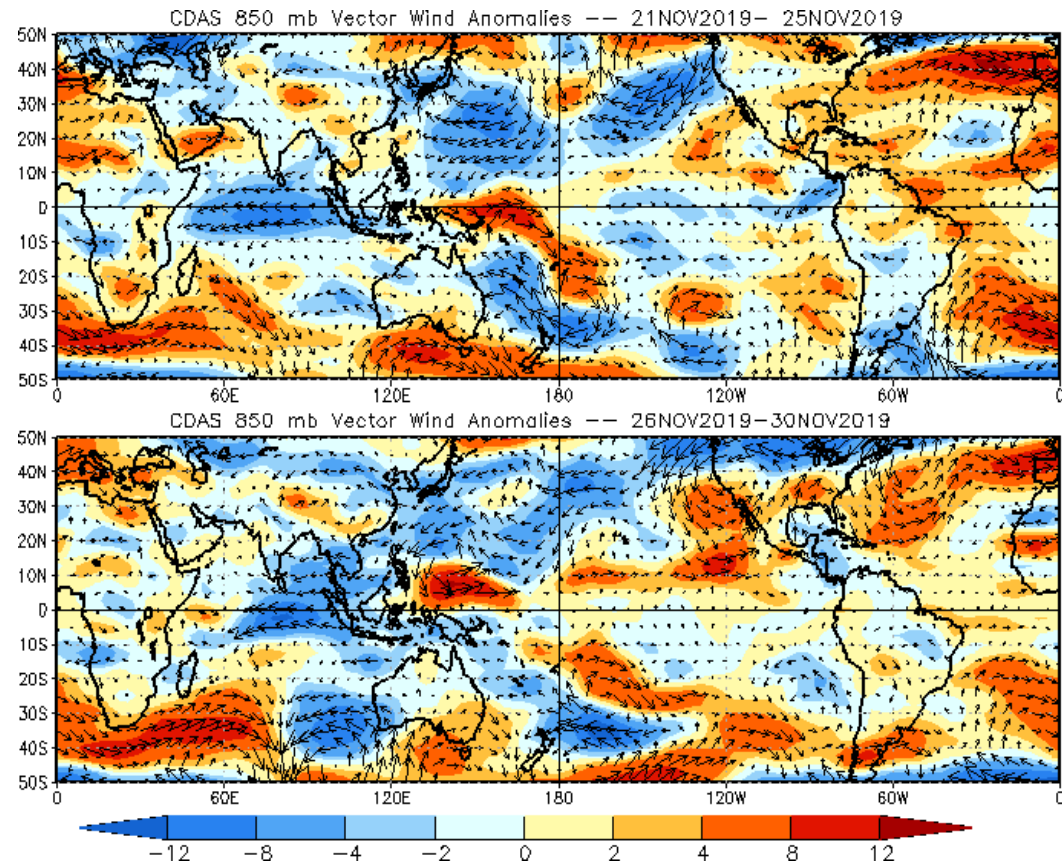 CDAS 850 mb Vector Wind Anomalies -- 21NOV2019- 25NOV2019
50N
40N
30N
20N
10N
0
10S
20S
30S
40S
50S
0 60E 120E 180 120W 60W 0
CDAS 850 mb Vector Wind Anomalies -- 26NOV2019-30NOV2019
50N
40N
30N
20N
10N
0
10S
20S
30S
40S
50S
0 60E 120E 180 120W 60W 0
-12 -8 -4 -2 0 2 4 8 12